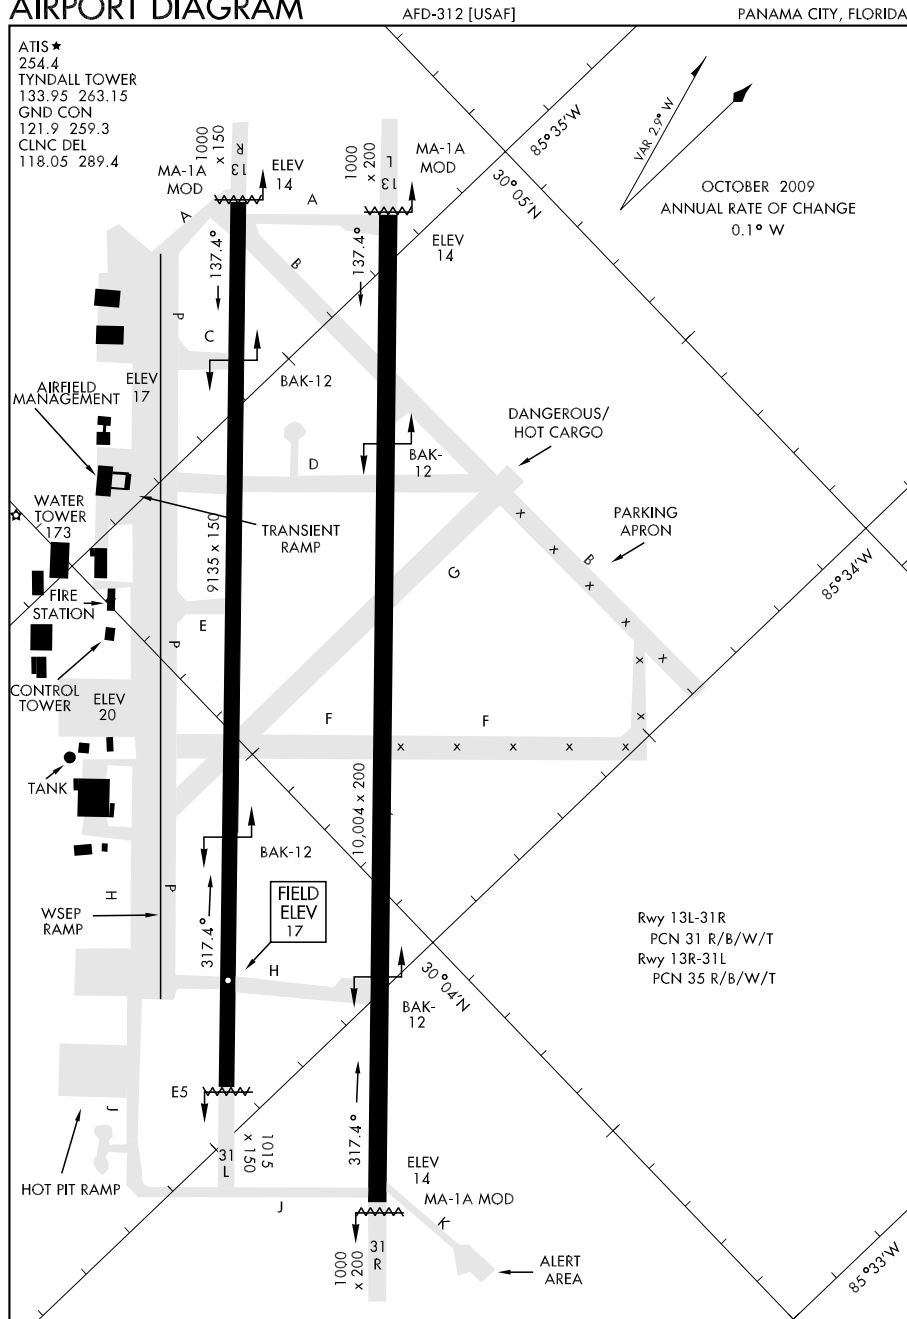 AIRPORT DIAGRAM
AFD-312 [USAF]
PANAMA CITY, FLORIDA
ATIS ★
254.4
TYNDALL TOWER
133.95 263.15
GND CON
121.9 259.3
CLNC DEL
118.05 289.4
VAR 2.9° W
OCTOBER 2009
ANNUAL RATE OF CHANGE
0.1° W
85°35'W
30°05'N
1000
x 150
13
R
MA-1A
MOD
ELEV
14
A
A
1000
x 200
13
L
MA-1A
MOD
ELEV
14
137.4°
137.4°
B
P
C
BAK-12
ELEV
17
AIRFIELD
MANAGEMENT
DANGEROUS/
HOT CARGO
BAK-
12
D
WATER
TOWER
173
TRANSIENT
RAMP
PARKING
APRON
9135 x 150
x
x
B
x
x
x
x
x
G
85°34'W
FIRE
STATION
E
P
CONTROL
TOWER
ELEV
20
F
F
x
x
x
x
x
TANK
10,004 x 200
BAK-12
H
P
WSEP
RAMP
FIELD
ELEV
17
317.4°
H
30°04'N
Rwy 13L-31R
PCN 31 R/B/W/T
Rwy 13R-31L
PCN 35 R/B/W/T
BAK-
12
E5
J
317.4°
31
L
1015
x 150
HOT PIT RAMP
J
ELEV
14
MA-1A MOD
K
31
R
1000
x 200
ALERT
AREA
85°33'W